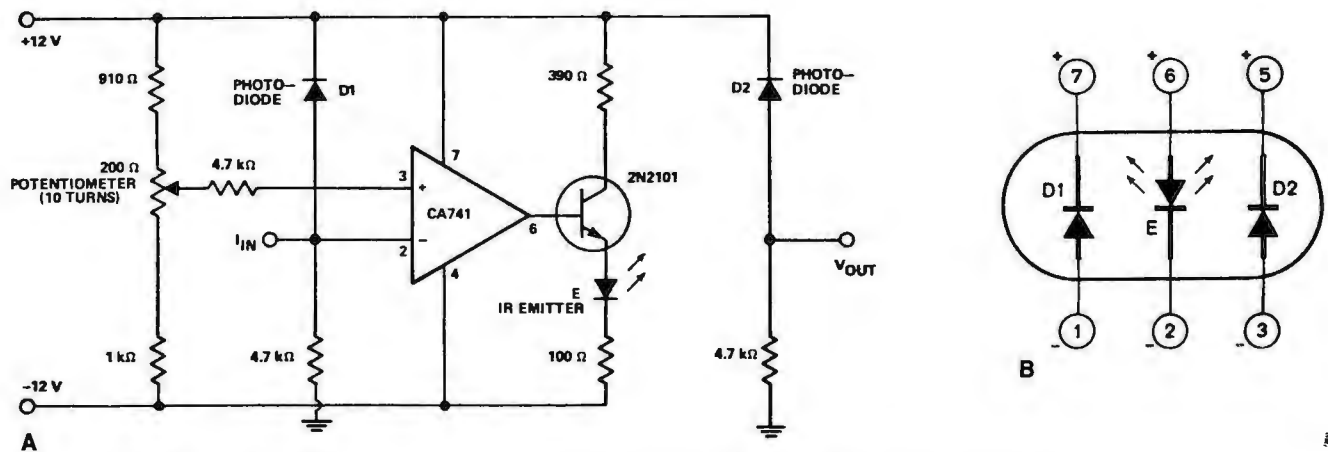 +12 V
910 Ω
PHOTO-
DIODE
D1
390 Ω
D2
PHOTO-
DIODE
200 Ω
POTENTIOMETER
(10 TURNS)
4.7 kΩ
7
3
+
CA741
2N2101
6
I IN
2
−
4
E
IR EMITTER
V OUT
1 kΩ
4.7 kΩ
100 Ω
4.7 kΩ
−12 V
A
+ 7
+ 6
+ 5
D1
E
D2
− 1
− 2
− 3
B